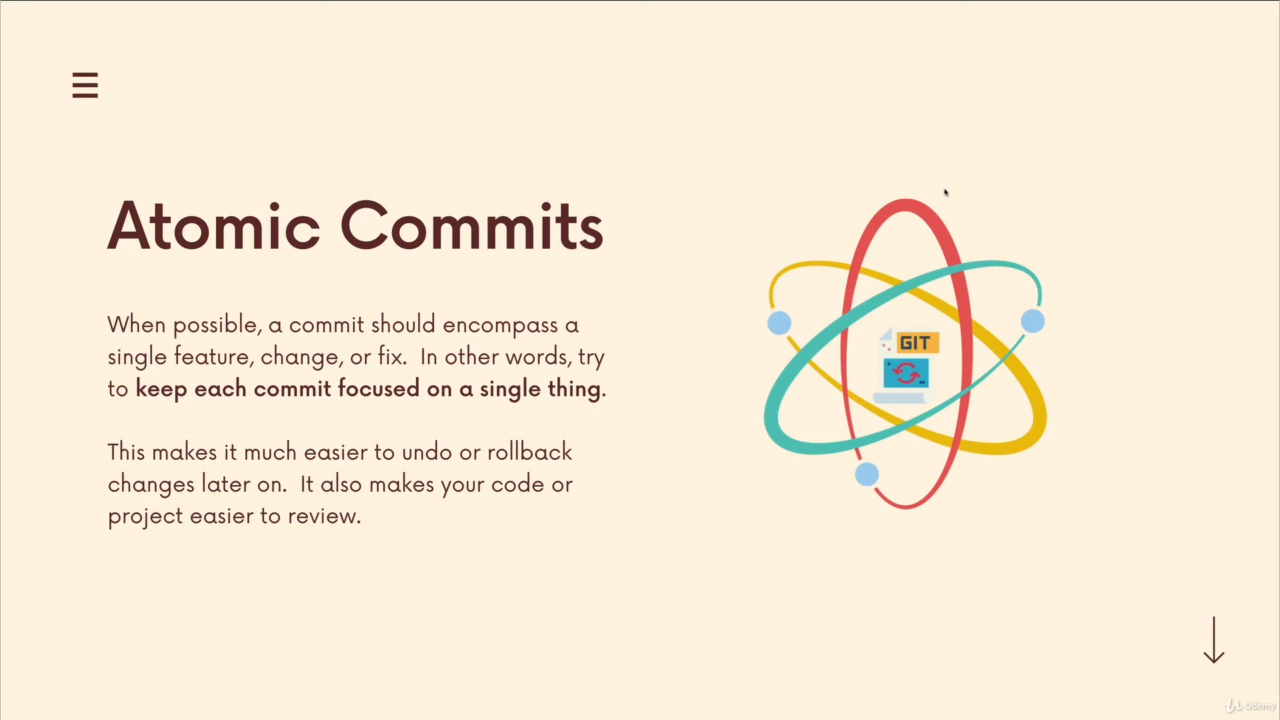 Atomic Commits
When possible, a commit should encompass a
single feature, change, or fix.  In other words, try
to keep each commit focused on a single thing.
This makes it much easier to undo or rollback
changes later on.  It also makes your code or
project easier to review.
GIT
Udemy